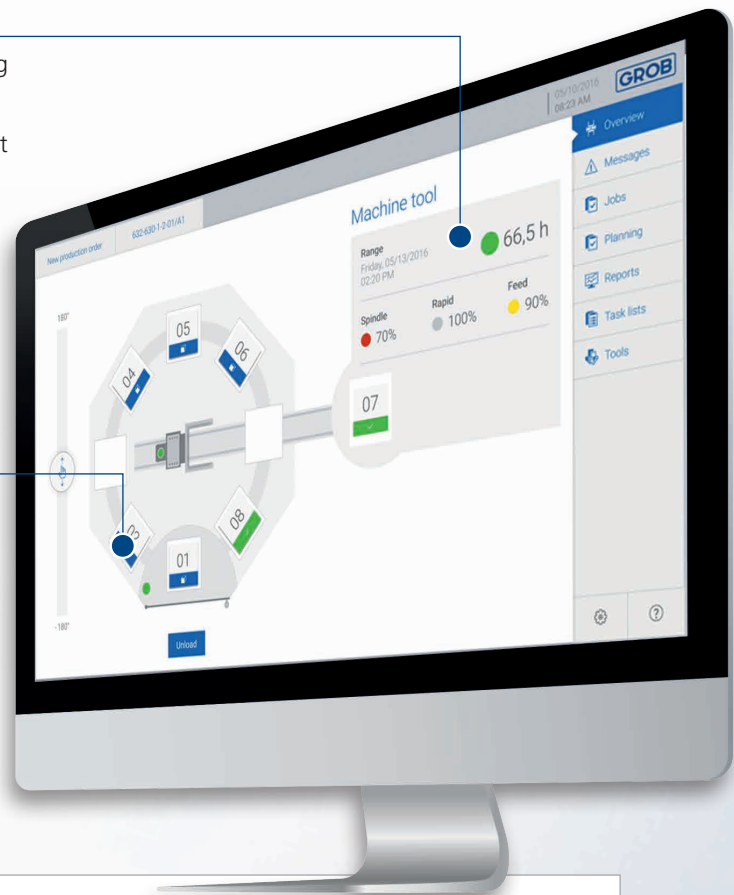 g
t
05/10/2016
08:23 AM
GROB
Overview
Messages
Jobs
Planning
Reports
Task lists
Tools
New production order
632-630-1-2-01/A1
Machine tool
Range
Friday, 05/13/2016
02:20 PM
66,5 h
Spindle
70%
Rapid
100%
Feed
90%
180°
-180°
04
05
06
07
08
01
Unload